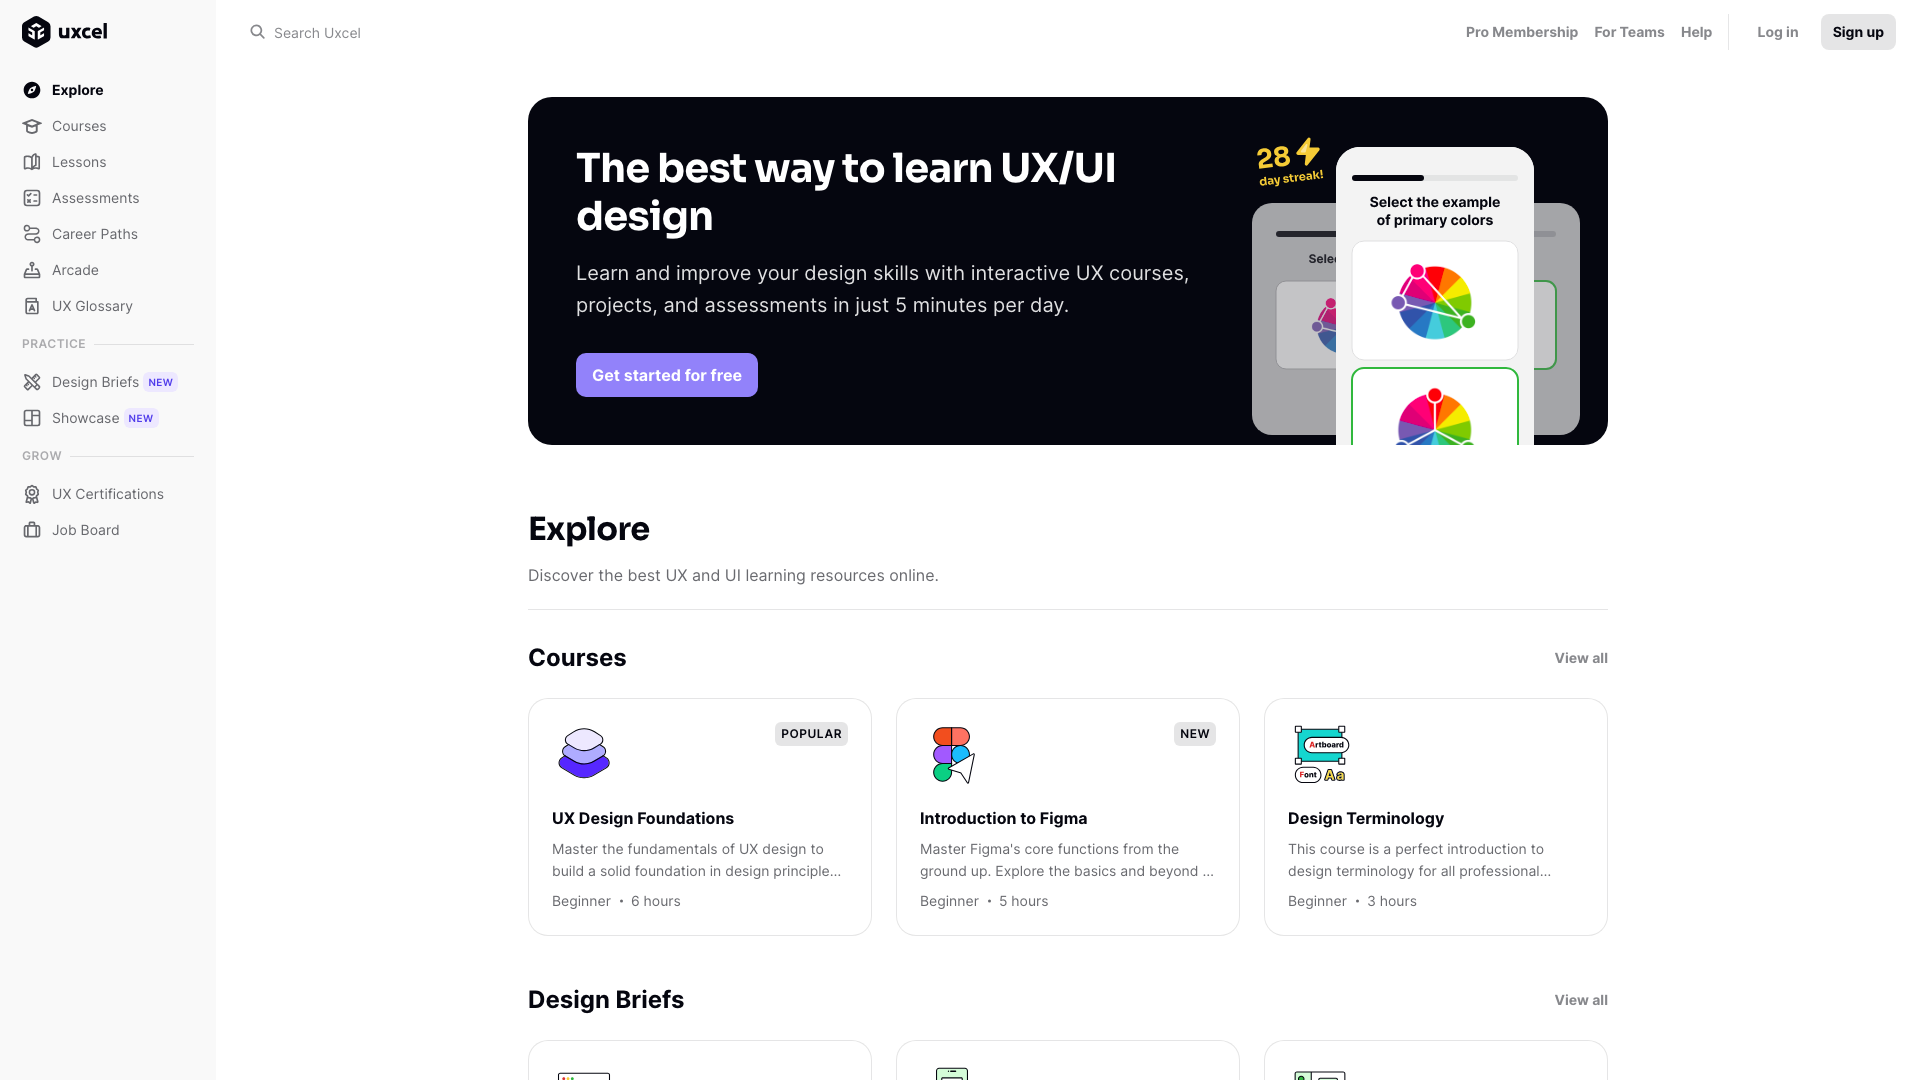 uxcel
Search Uxcel
Pro Membership
For Teams
Help
Log in
Sign up
Explore
Courses
Lessons
Assessments
Career Paths
Arcade
UX Glossary
PRACTICE
Design Briefs NEW
Showcase NEW
GROW
UX Certifications
Job Board
The best way to learn UX/UI
design
Learn and improve your design skills with interactive UX courses,
projects, and assessments in just 5 minutes per day.
Get started for free
28
day streak!
Select the example
of primary colors
Explore
Discover the best UX and UI learning resources online.
Courses
View all
POPULAR
UX Design Foundations
Master the fundamentals of UX design to
build a solid foundation in design principle...
Beginner • 6 hours
NEW
Introduction to Figma
Master Figma's core functions from the
ground up. Explore the basics and beyond ...
Beginner • 5 hours
Artboard
Font Aa
Design Terminology
This course is a perfect introduction to
design terminology for all professional...
Beginner • 3 hours
Design Briefs
View all